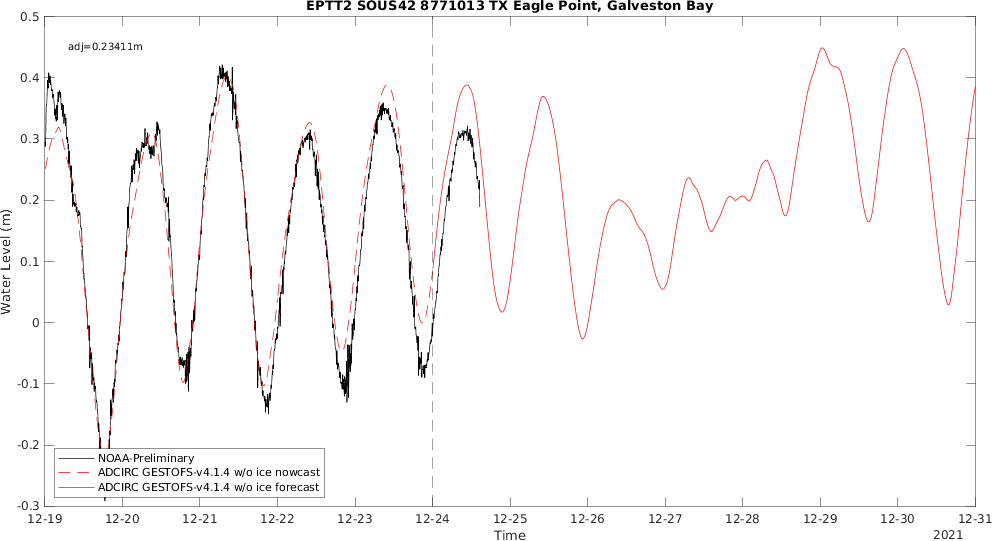 EPTT2 SOUS42 8771013 TX Eagle Point, Galveston Bay
adj=0.23411m
0.5
0.4
0.3
0.2
0.1
0
-0.1
-0.2
-0.3
Water Level (m)
NOAA-Preliminary
ADCIRC GESTOFS-v4.1.4 w/o ice nowcast
ADCIRC GESTOFS-v4.1.4 w/o ice forecast
12-19 12-20 12-21 12-22 12-23 12-24 12-25 12-26 12-27 12-28 12-29 12-30 12-31
Time
2021